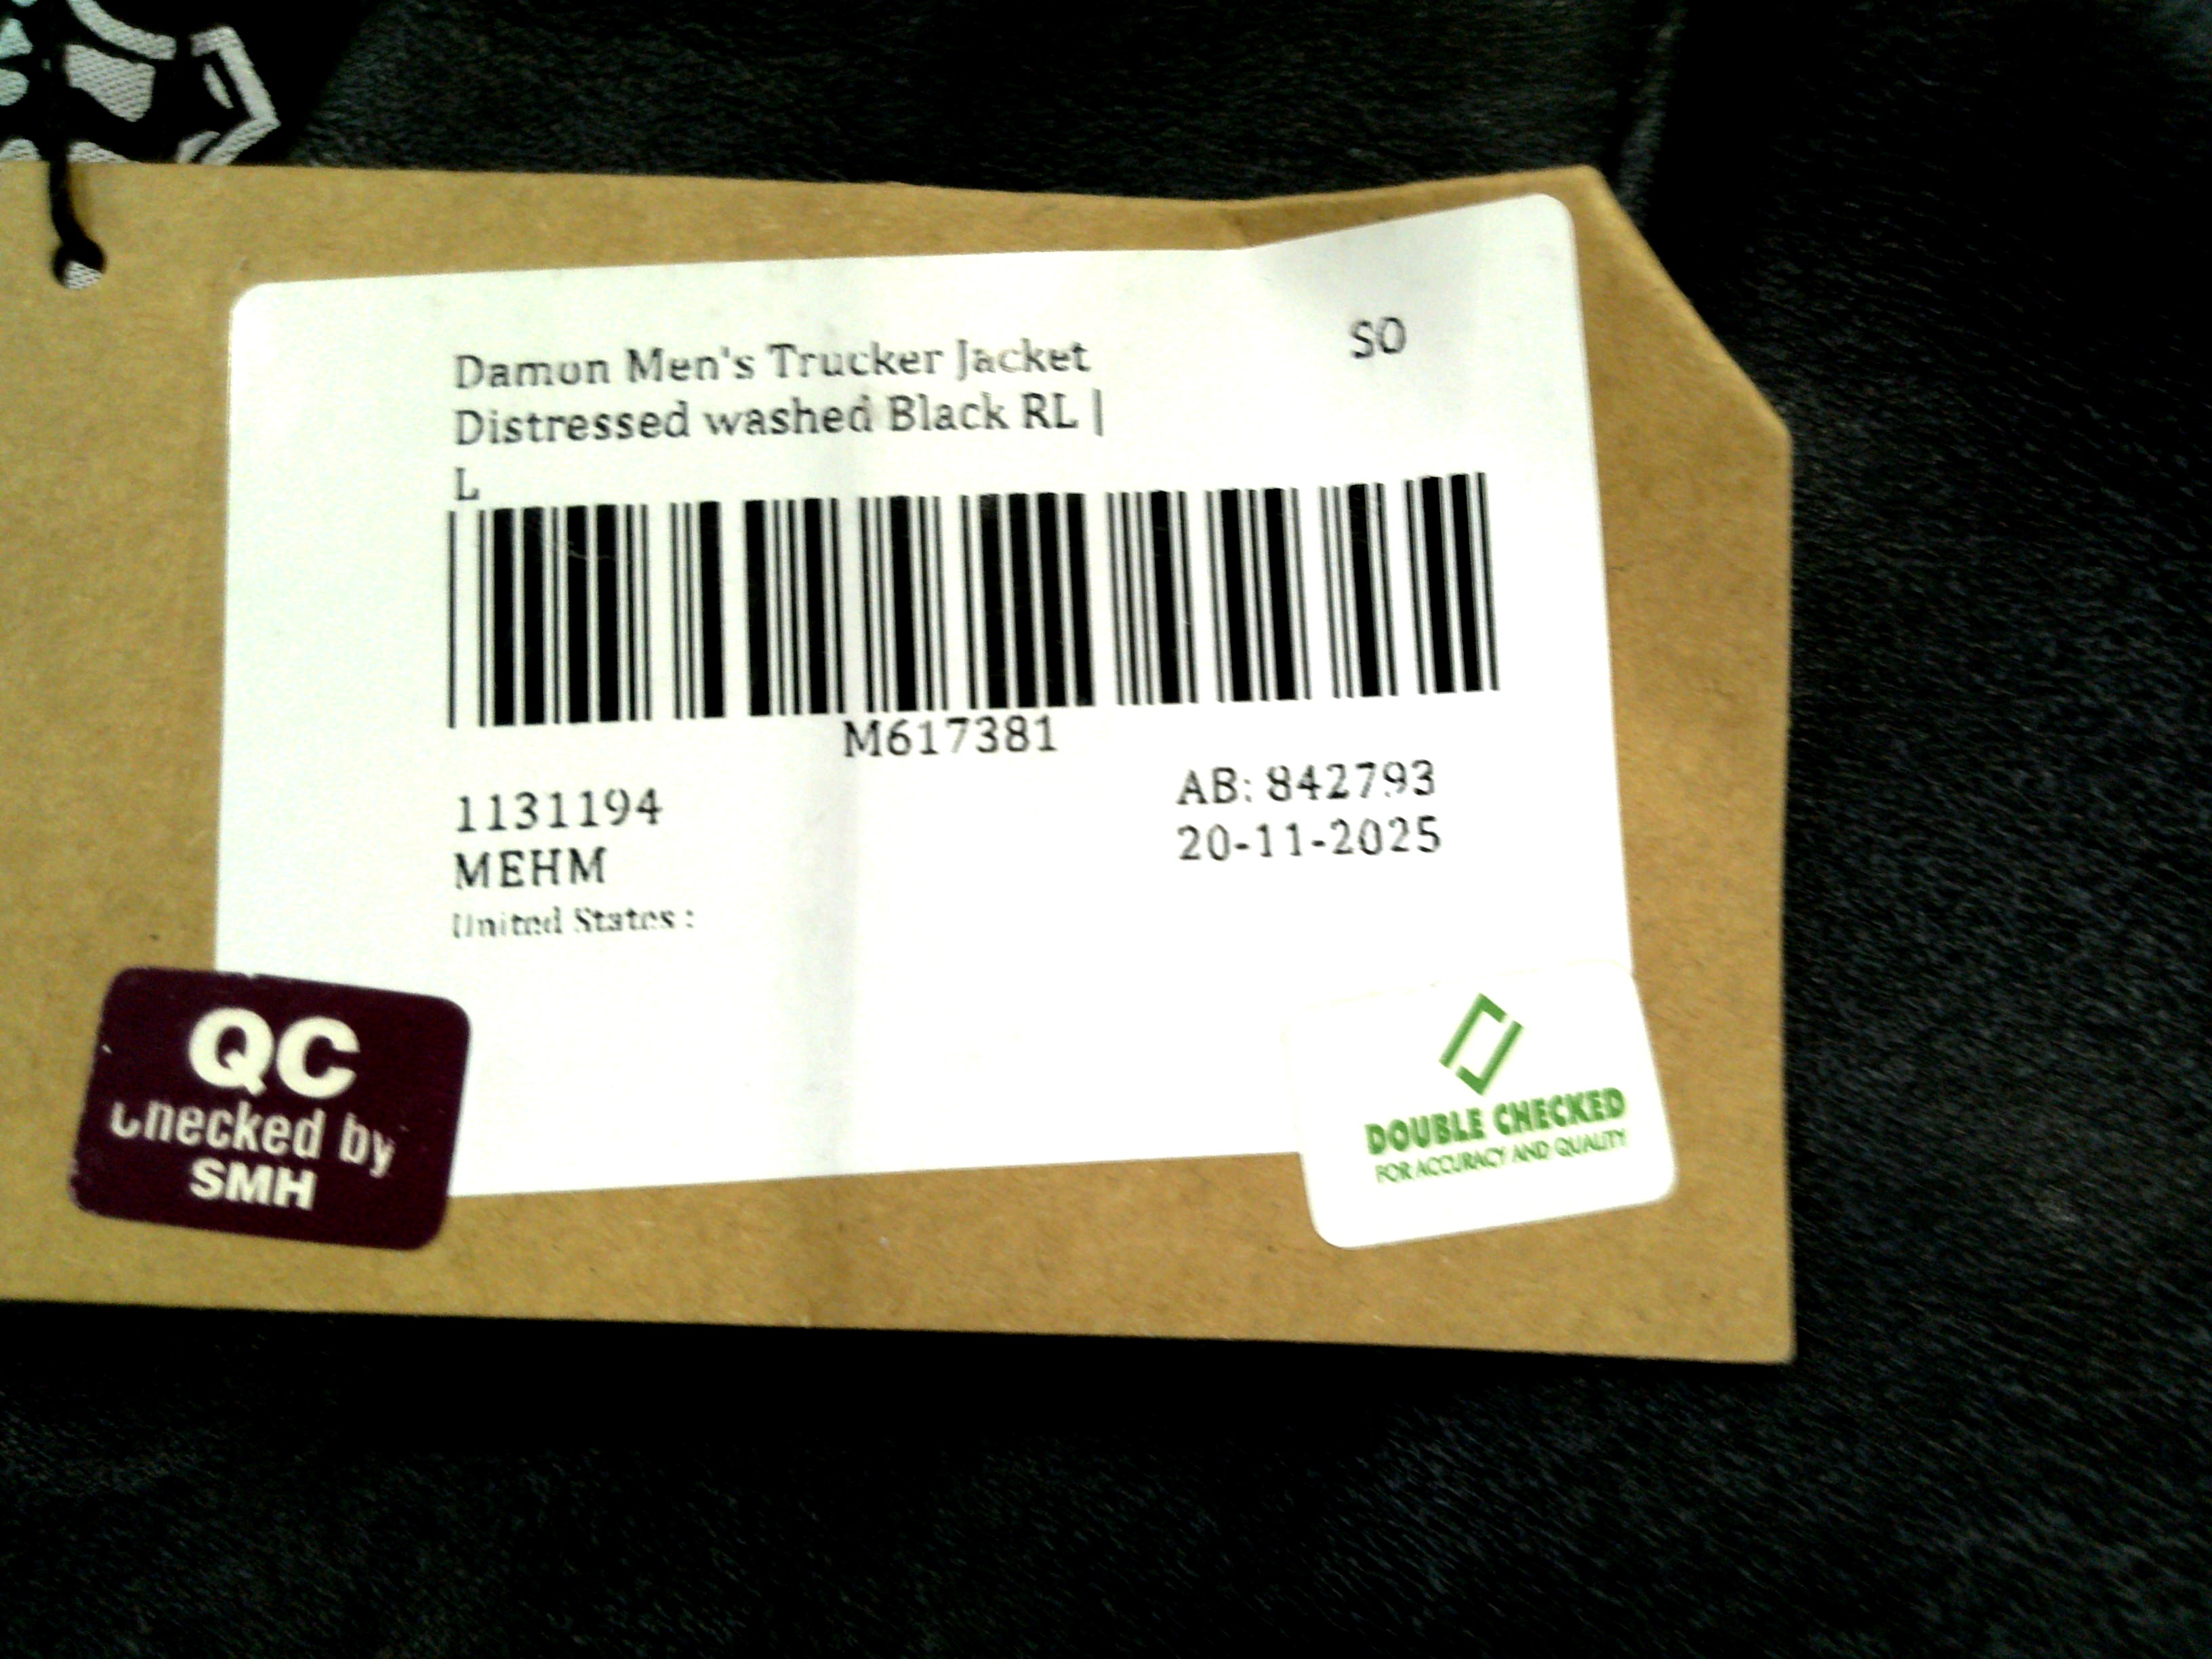 Damon Men's Trucker Jacket
SO
Distressed washed Black RL |
L
M617381
1131194
AB: 842793
MEHM
20-11-2025
United States :
QC
Checked by
SMH
DOUBLE CHECKED
FOR ACCURACY AND QUALITY